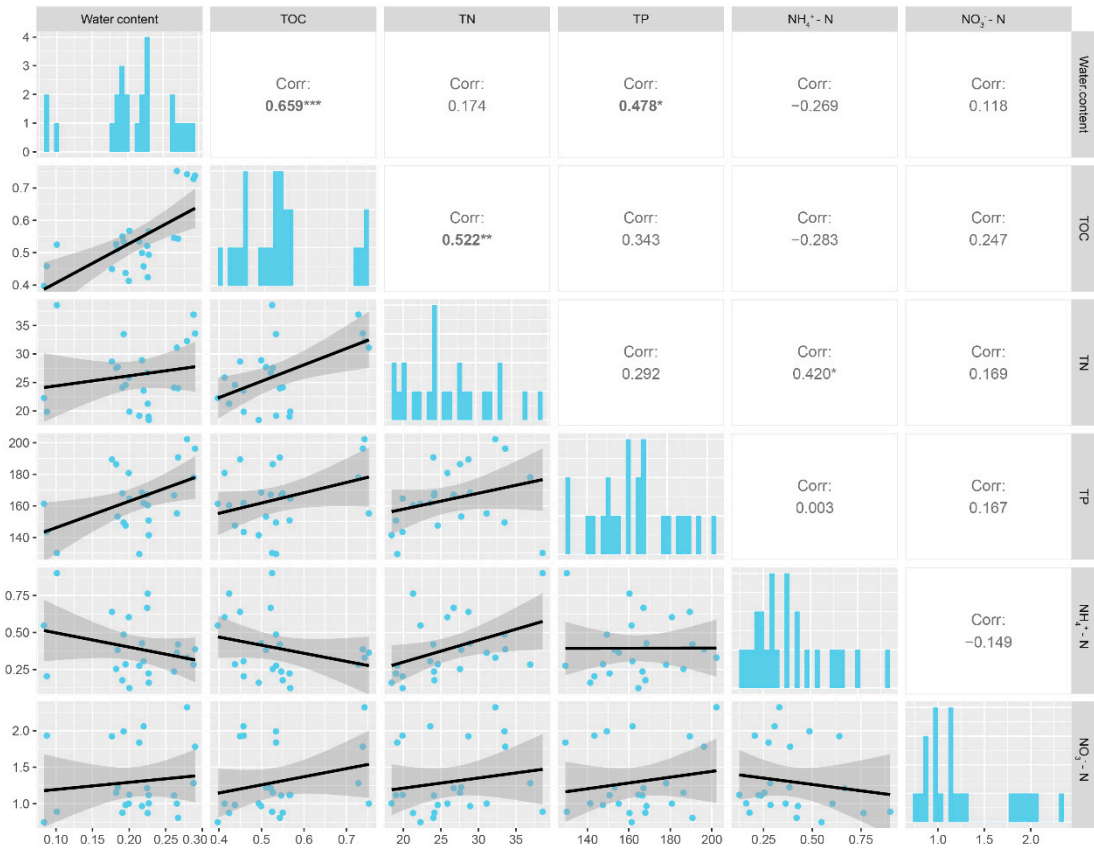 Water content TOC TN TP NH₄⁺ - N NO₃⁻ - N
4
3
2
1
0
Corr:
0.659***
Corr:
0.174
Corr:
0.478*
Corr:
−0.269
Corr:
0.118
Water.content
0.7
0.6
0.5
0.4
Corr:
0.522**
Corr:
0.343
Corr:
−0.283
Corr:
0.247
TOC
35
30
25
20
Corr:
0.292
Corr:
0.420*
Corr:
0.169
TN
200
180
160
140
Corr:
0.003
Corr:
0.167
TP
0.75
0.50
0.25
Corr:
−0.149
NH₄⁺ - N
2.0
1.5
1.0
NO₃⁻ - N
0.10 0.15 0.20 0.25 0.30 0.4 0.5 0.6 0.7 20 25 30 35 140 160 180 200 0.25 0.50 0.75 1.0 1.5 2.0